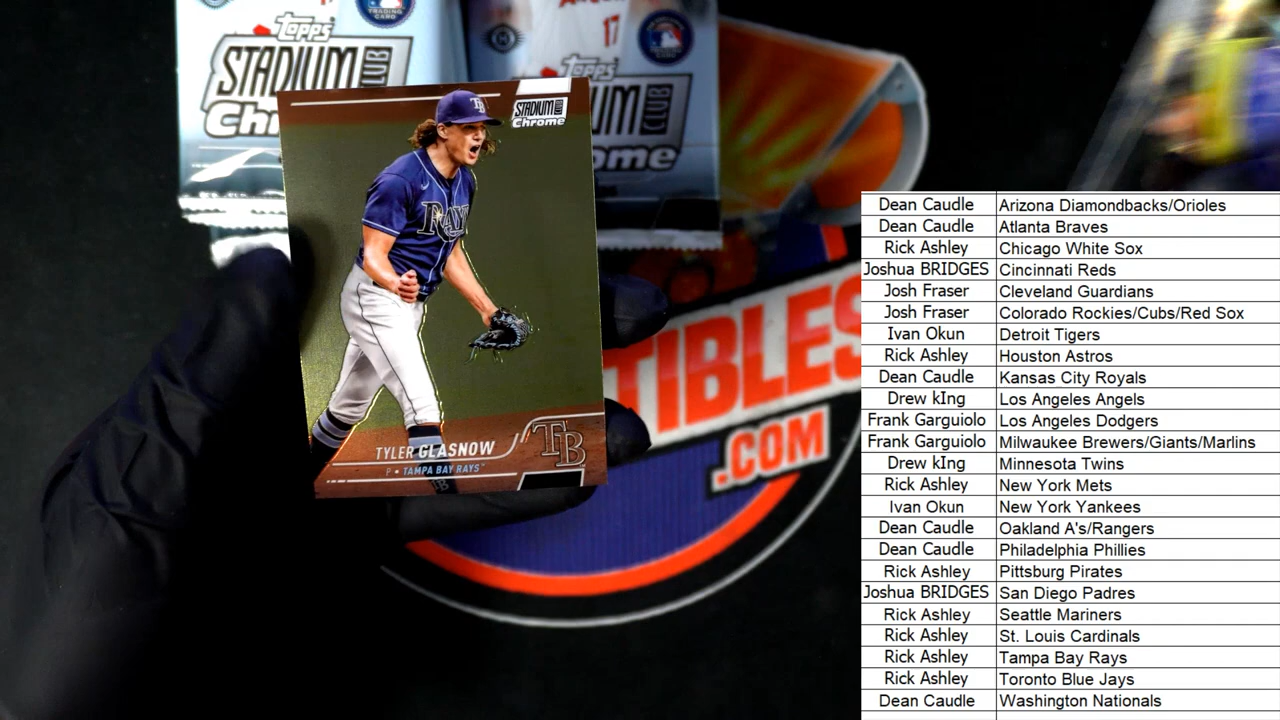 TRADING CARD
topps
STADIUM CLUB
Chr
17
topps
UM CLUB
ome
TB
STADIUM CLUB
Chrome
RAYS
TYLER GLASNOW
P • TAMPA BAY RAYS™
TB
TIBLES
.COM
Dean Caudle Arizona Diamondbacks/Orioles
Dean Caudle Atlanta Braves
Rick Ashley Chicago White Sox
Joshua BRIDGES Cincinnati Reds
Josh Fraser Cleveland Guardians
Josh Fraser Colorado Rockies/Cubs/Red Sox
Ivan Okun Detroit Tigers
Rick Ashley Houston Astros
Dean Caudle Kansas City Royals
Drew kIng Los Angeles Angels
Frank Garguiolo Los Angeles Dodgers
Frank Garguiolo Milwaukee Brewers/Giants/Marlins
Drew kIng Minnesota Twins
Rick Ashley New York Mets
Ivan Okun New York Yankees
Dean Caudle Oakland A's/Rangers
Dean Caudle Philadelphia Phillies
Rick Ashley Pittsburg Pirates
Joshua BRIDGES San Diego Padres
Rick Ashley Seattle Mariners
Rick Ashley St. Louis Cardinals
Rick Ashley Tampa Bay Rays
Rick Ashley Toronto Blue Jays
Dean Caudle Washington Nationals